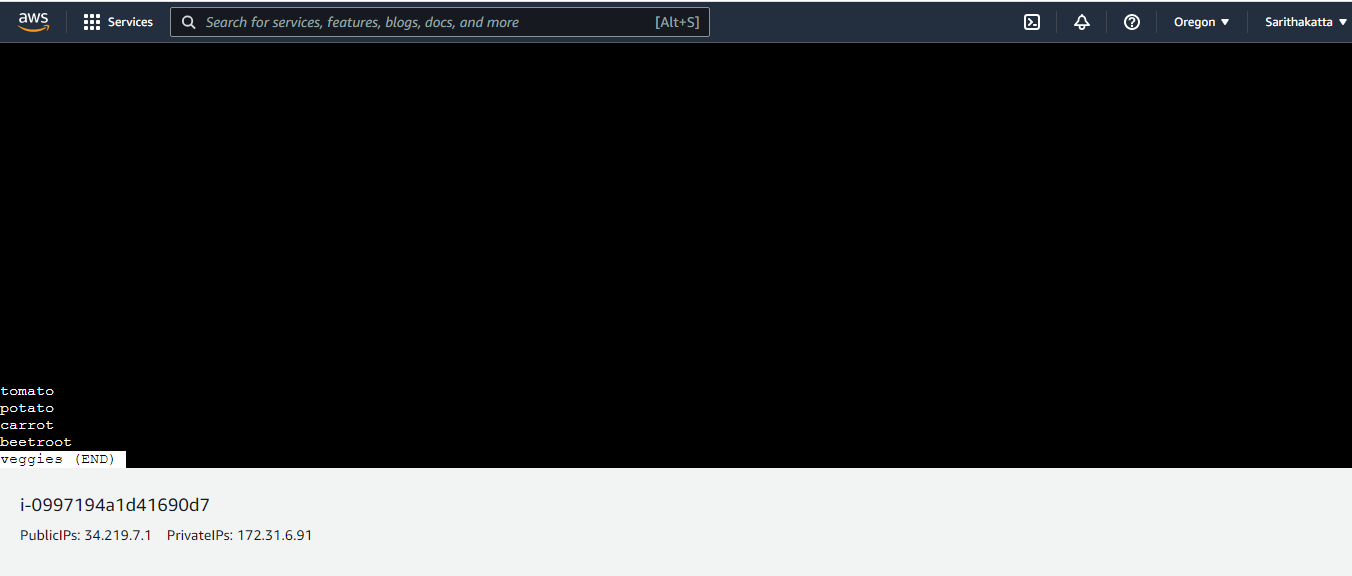 aws Services Search for services, features, blogs, docs, and more [Alt+S] Oregon Sarithakatta
tomato
potato
carrot
beetroot
veggies (END)
i-0997194a1d41690d7
PublicIPs: 34.219.7.1 PrivateIPs: 172.31.6.91